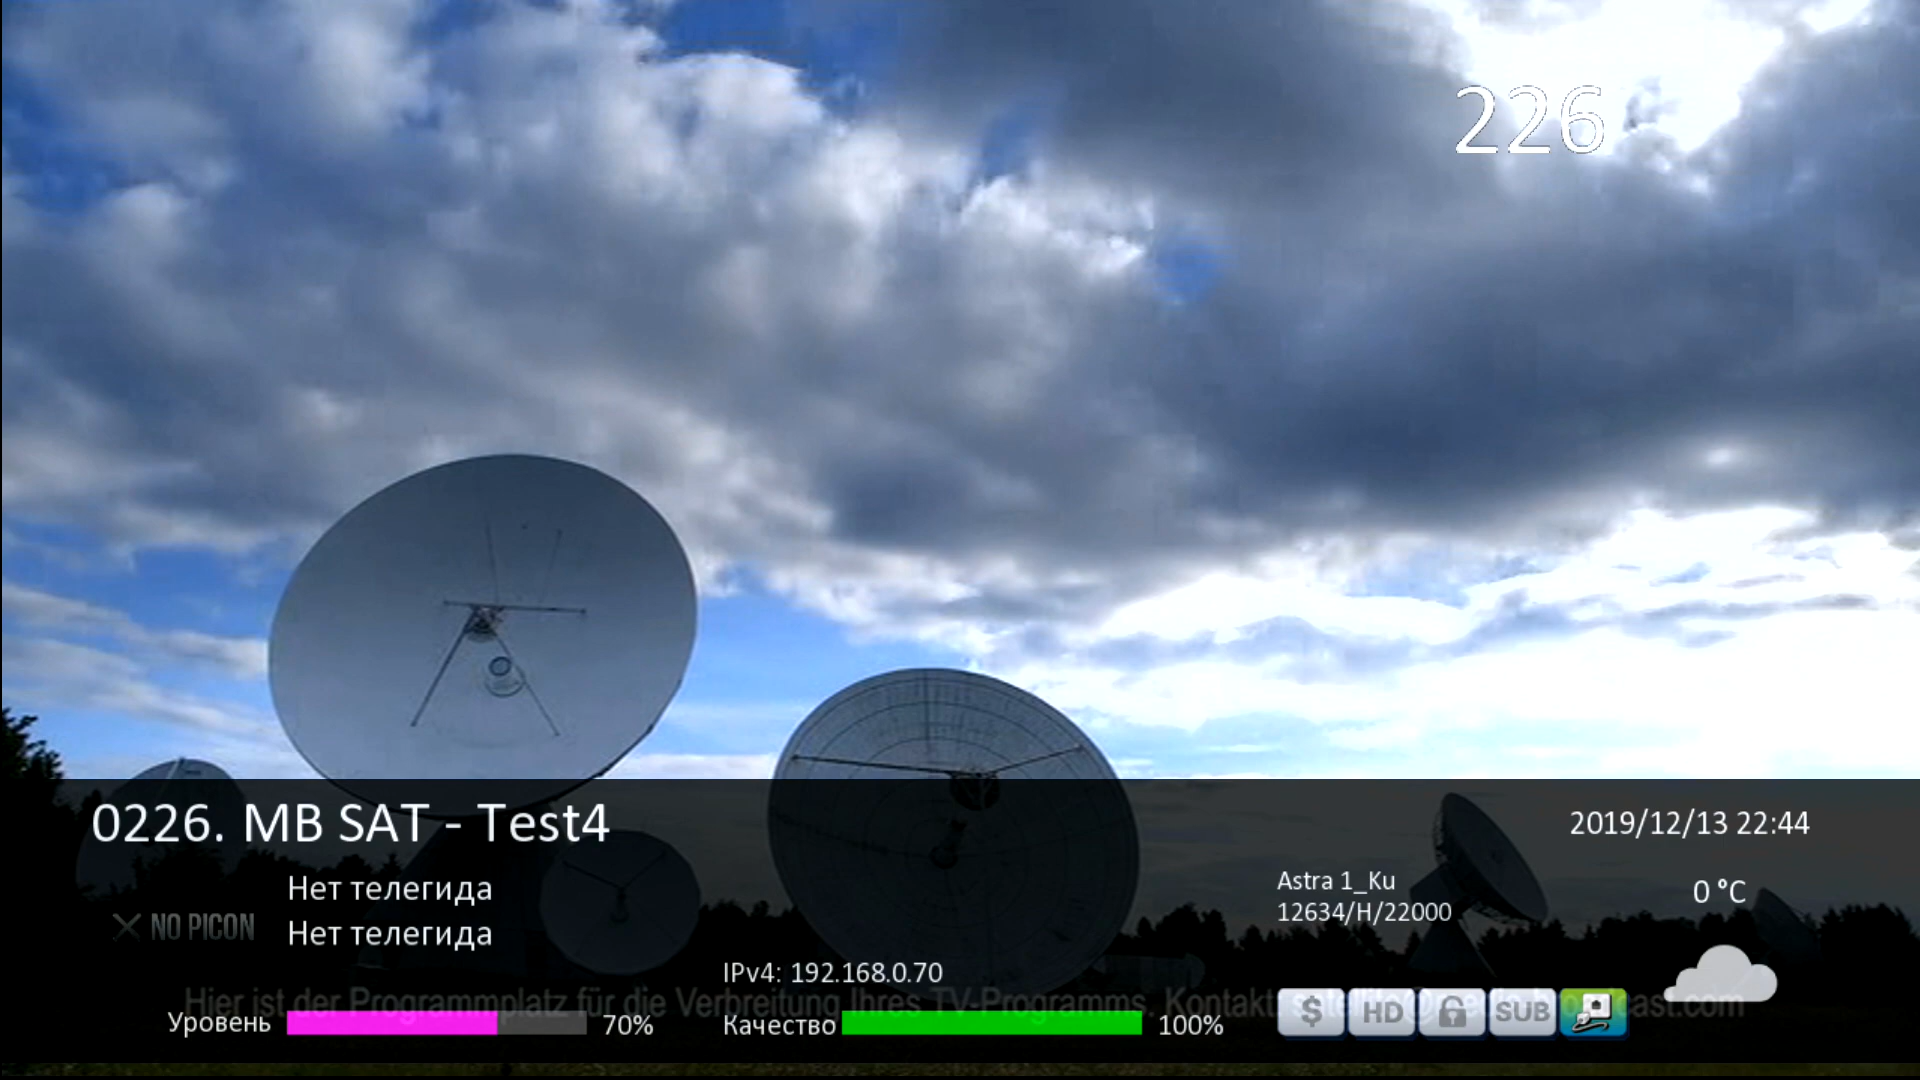 226
0226. MB SAT - Test4
2019/12/13 22:44
Нет телегида
Astra 1_Ku
0 °C
12634/H/22000
NO PICON
Нет телегида
IPv4: 192.168.0.70
Hier ist der Programmplatz für die Verbreitung Ihres TV-Programms. Kontakt:
Уровень 70% Качество 100%
$ HD SUB